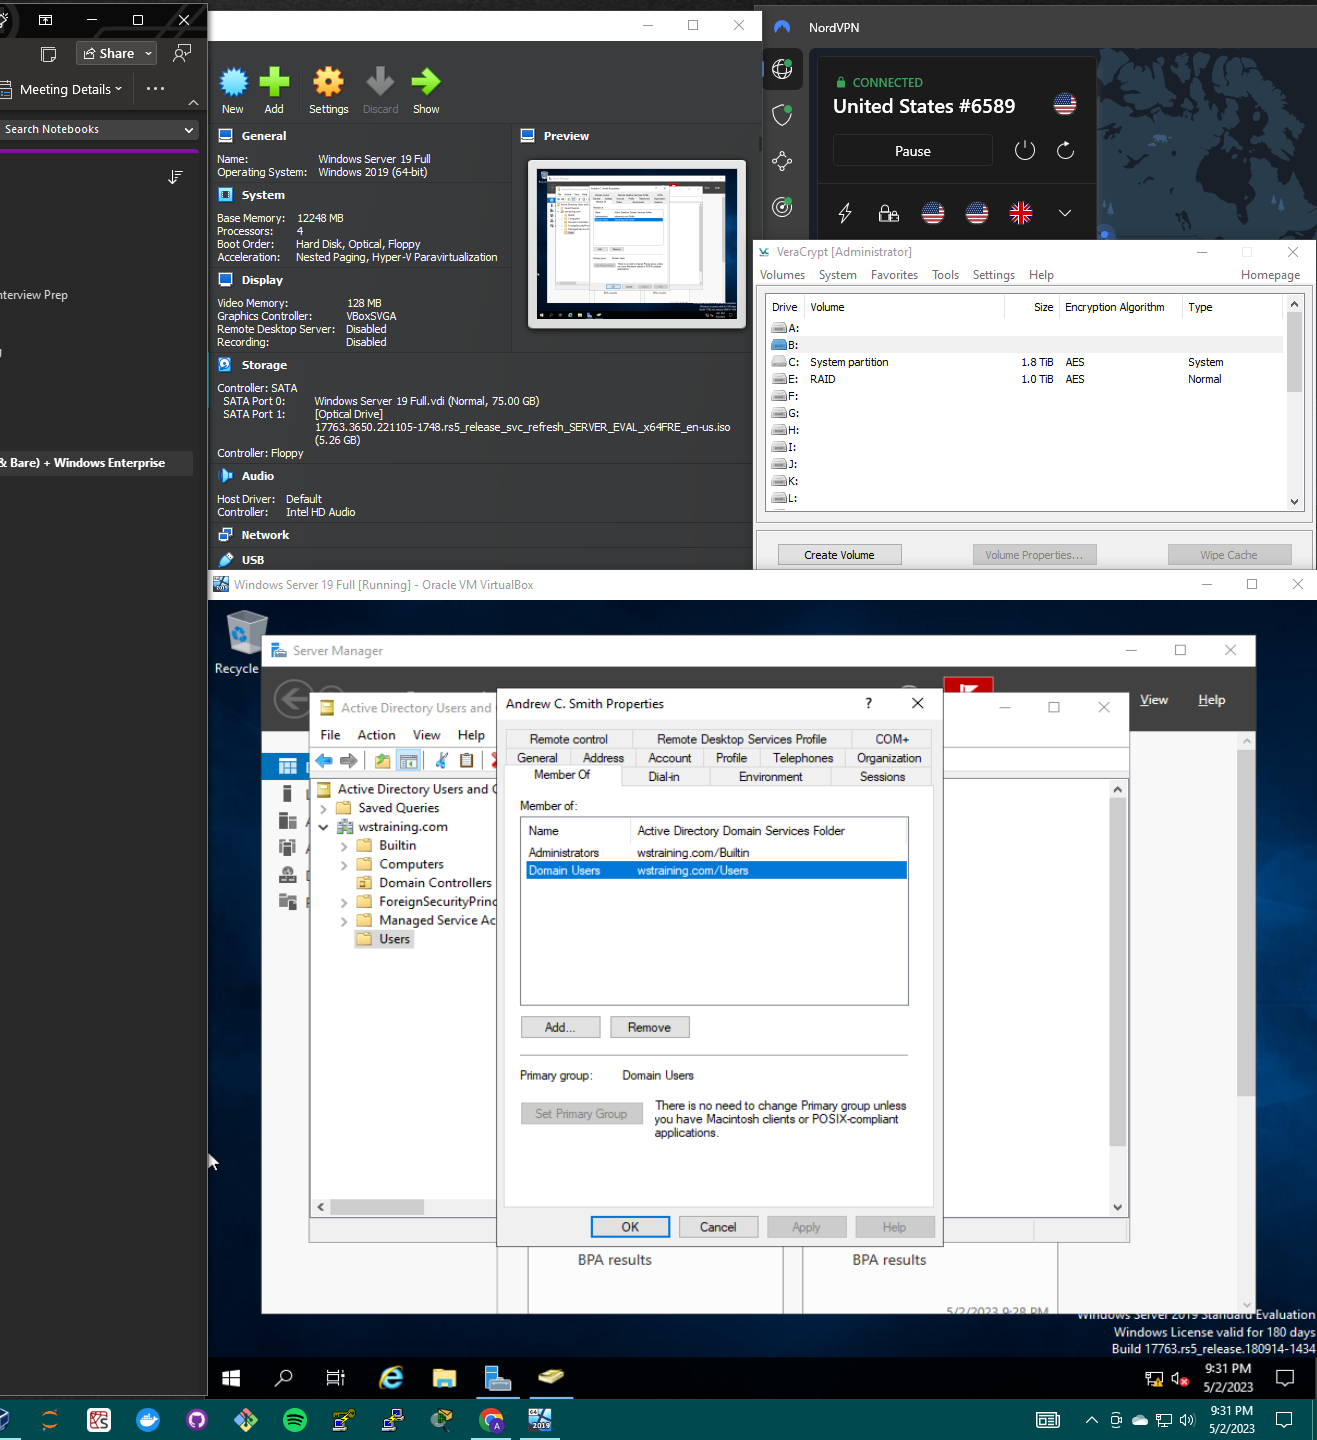 Share
Meeting Details
Search Notebooks
nterview Prep
& Bare) + Windows Enterprise
New
Add
Settings
Discard
Show
General
Name: Windows Server 19 Full
Operating System: Windows 2019 (64-bit)
System
Base Memory: 12248 MB
Processors: 4
Boot Order: Hard Disk, Optical, Floppy
Acceleration: Nested Paging, Hyper-V Paravirtualization
Display
Video Memory: 128 MB
Graphics Controller: VBoxSVGA
Remote Desktop Server: Disabled
Recording: Disabled
Storage
Controller: SATA
SATA Port 0: Windows Server 19 Full.vdi (Normal, 75.00 GB)
SATA Port 1: [Optical Drive]
17763.3650.221105-1748.rs5_release_svc_refresh_SERVER_EVAL_x64FRE_en-us.iso
(5.26 GB)
Controller: Floppy
Audio
Host Driver: Default
Controller: Intel HD Audio
Network
USB
Preview
NordVPN
CONNECTED
United States #6589
Pause
VeraCrypt [Administrator]
Volumes System Favorites Tools Settings Help Homepage
Drive Volume Size Encryption Algorithm Type
A:
B:
C: System partition 1.8 TiB AES System
E: RAID 1.0 TiB AES Normal
F:
G:
H:
I:
J:
K:
L:
Create Volume
Volume Properties...
Wipe Cache
Windows Server 19 Full [Running] - Oracle VM VirtualBox
Recycle
Server Manager
View Help
Active Directory Users and
File Action View Help
Active Directory Users and C
Saved Queries
wstraining.com
Builtin
Computers
Domain Controllers
ForeignSecurityPrinc
Managed Service Ac
Users
Andrew C. Smith Properties
?
Remote control Remote Desktop Services Profile COM+
General Address Account Profile Telephones Organization
Member Of Dial-in Environment Sessions
Member of:
Name Active Directory Domain Services Folder
Administrators wstraining.com/Builtin
Domain Users wstraining.com/Users
Add...
Remove
Primary group: Domain Users
Set Primary Group
There is no need to change Primary group unless
you have Macintosh clients or POSIX-compliant
applications.
OK
Cancel
Apply
Help
BPA results
BPA results
5/2/2023 9:28 PM
Windows Server 2019 Standard Evaluation
Windows License valid for 180 days
Build 17763.rs5_release.180914-1434
9:31 PM
5/2/2023
2019
A
9:31 PM
5/2/2023